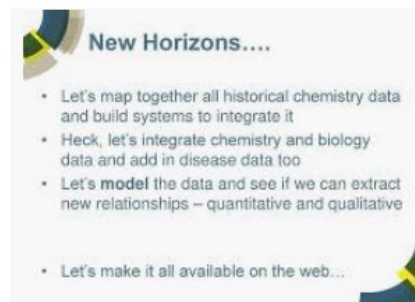 New Horizons....
• Let's map together all historical chemistry data
and build systems to integrate it
• Heck, let's integrate chemistry and biology
data and add in disease data too
• Let's model the data and see if we can extract
new relationships – quantitative and qualitative
• Let's make it all available on the web...